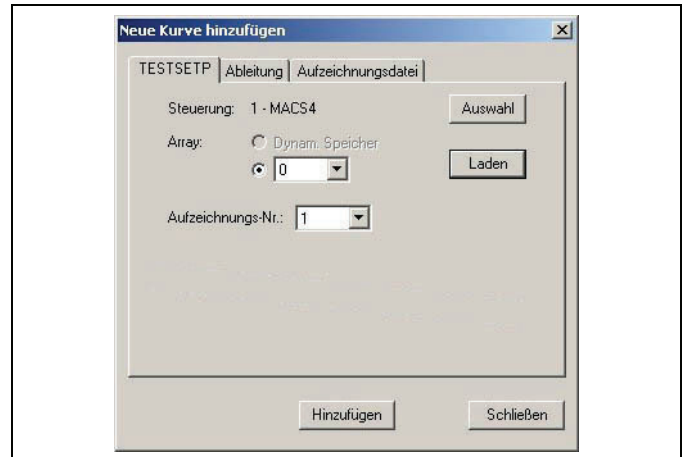 Neue Kurve hinzufügen
TESTSETP Ableitung Aufzeichnungsdatei
Steuerung: 1 - MACS4 Auswahl
Array: Dynam. Speicher
0 Laden
Aufzeichnungs-Nr.: 1
Hinzufügen Schließen